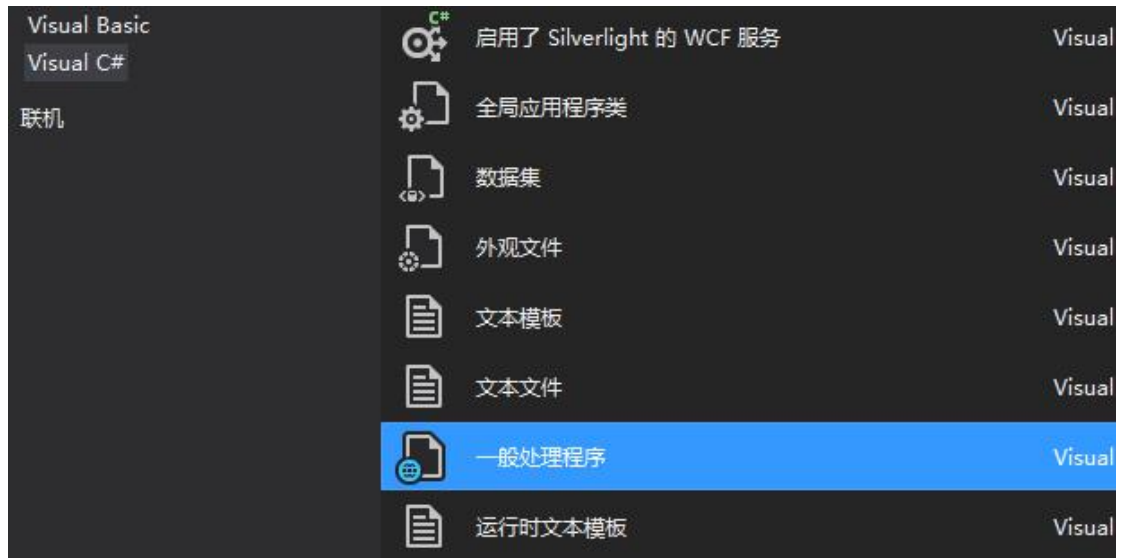 Visual Basic
Visual C#
联机
C#
启用了 Silverlight 的 WCF 服务 Visual
全局应用程序类 Visual
数据集 Visual
外观文件 Visual
文本模板 Visual
文本文件 Visual
一般处理程序 Visual
运行时文本模板 Visual